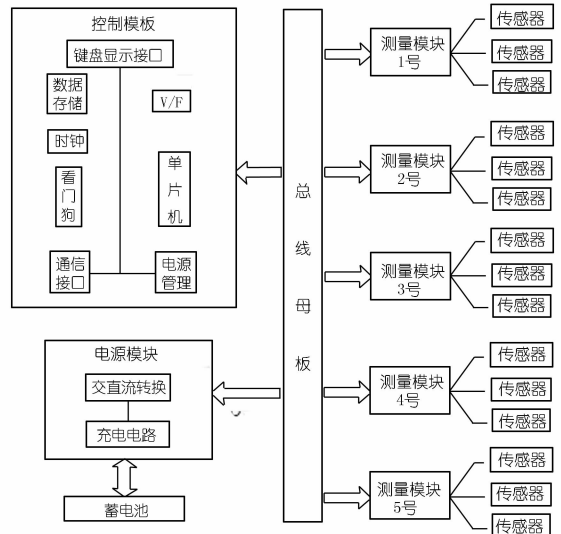 控制模板
键盘显示接口
数据
存储
V/F
时钟
看
门
狗
单
片
机
通信
接口
电源
管理
电源模块
交直流转换
充电电路
蓄电池
总
线
母
板
测量模块
1号
传感器
传感器
传感器
测量模块
2号
传感器
传感器
传感器
测量模块
3号
传感器
传感器
传感器
测量模块
4号
传感器
传感器
传感器
测量模块
5号
传感器
传感器
传感器